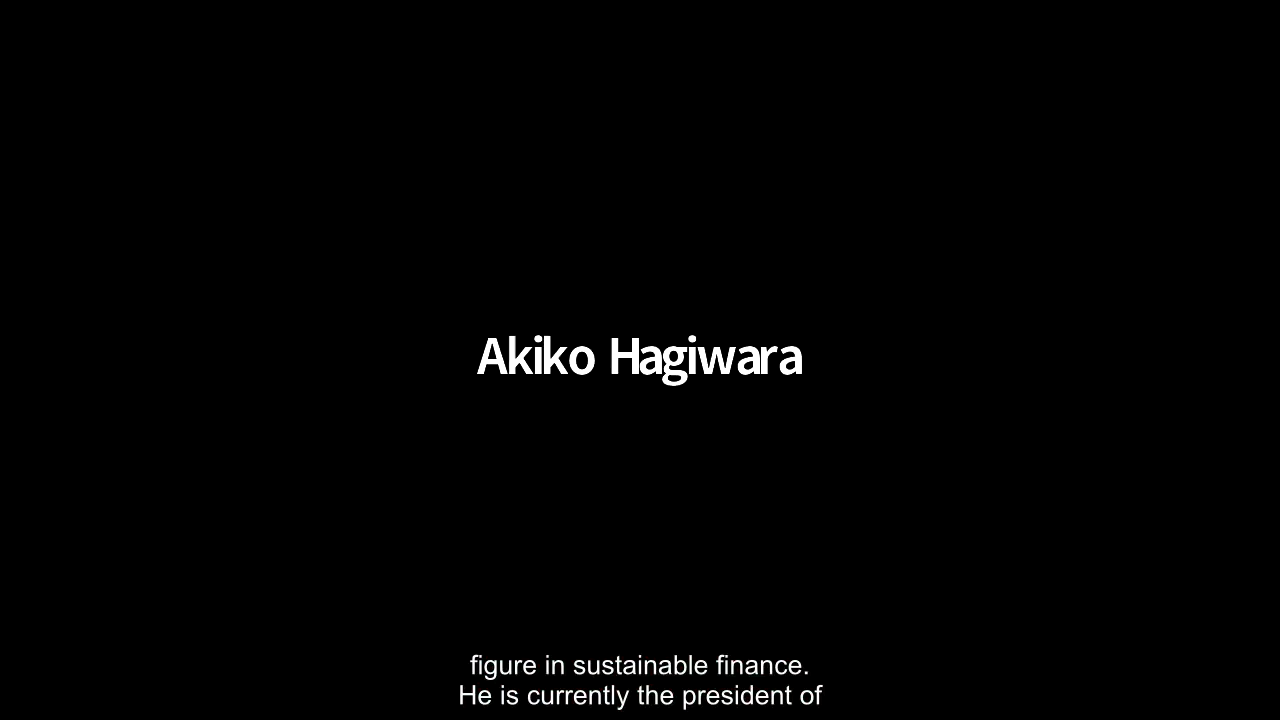 Akiko Hagiwara
figure in sustainable finance.
He is currently the president of